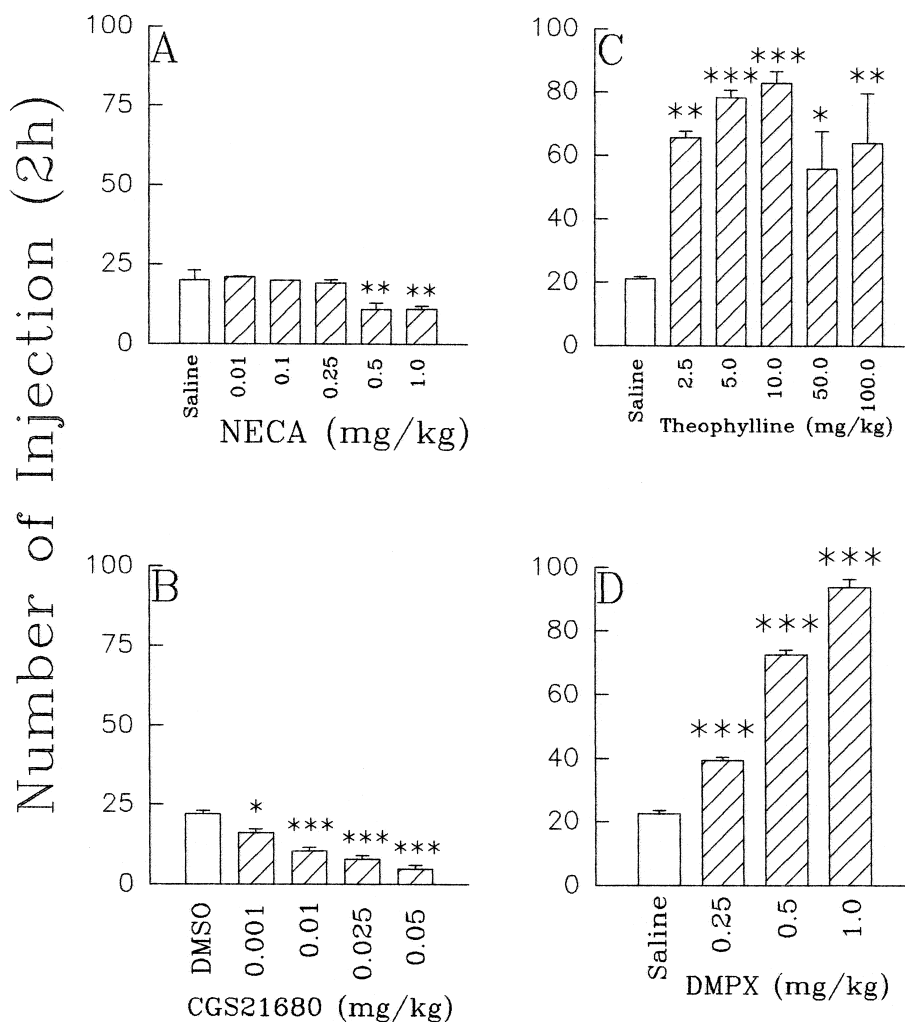 Number of Injection (2h)
A
100
75
50
25
0
** **
Saline 0.01 0.1 0.25 0.5 1.0
NECA (mg/kg)
C
100
80
60
40
20
0
** *** *** * **
Saline 2.5 5.0 10.0 50.0 100.0
Theophylline (mg/kg)
B
100
75
50
25
0
* *** *** ***
DMSO 0.001 0.01 0.025 0.05
CGS21680 (mg/kg)
D
100
80
60
40
20
0
*** *** ***
Saline 0.25 0.5 1.0
DMPX (mg/kg)